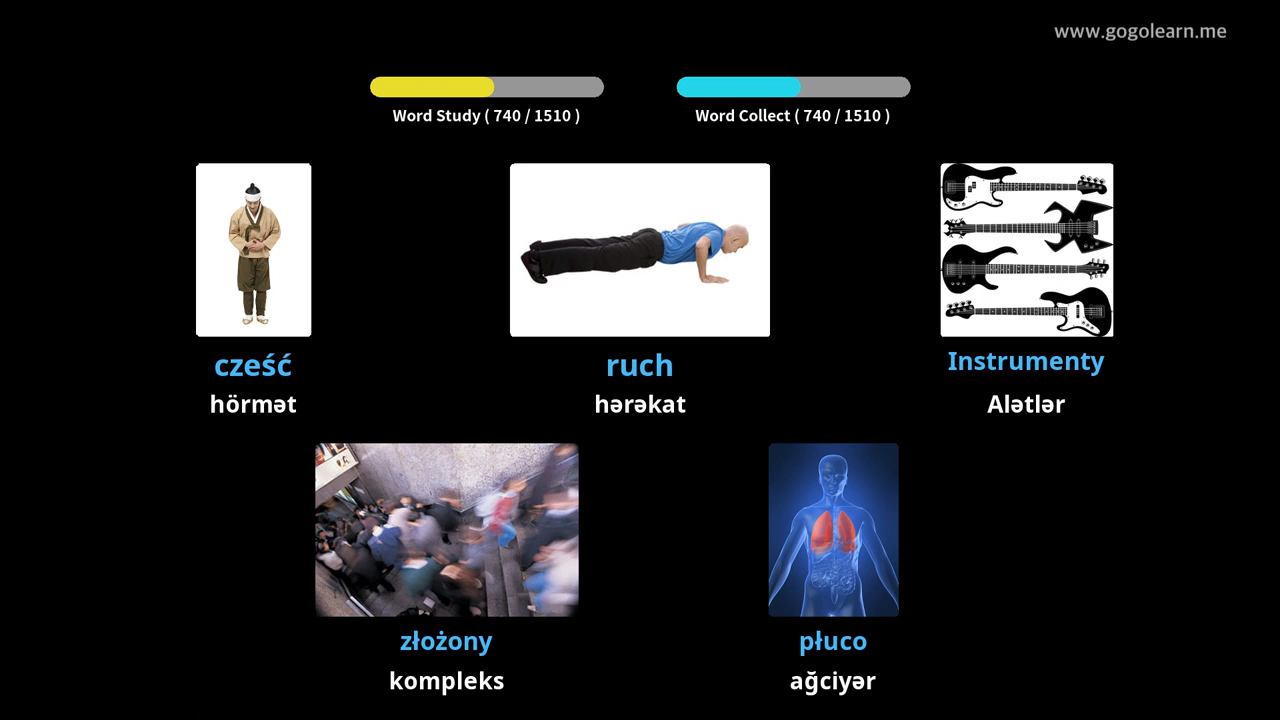 www.gogolearn.me
Word Study ( 740 / 1510 )
Word Collect ( 740 / 1510 )
cześć
ruch
Instrumenty
hörmət
hərəkat
Alətlər
złożony
płuco
kompleks
ağciyər